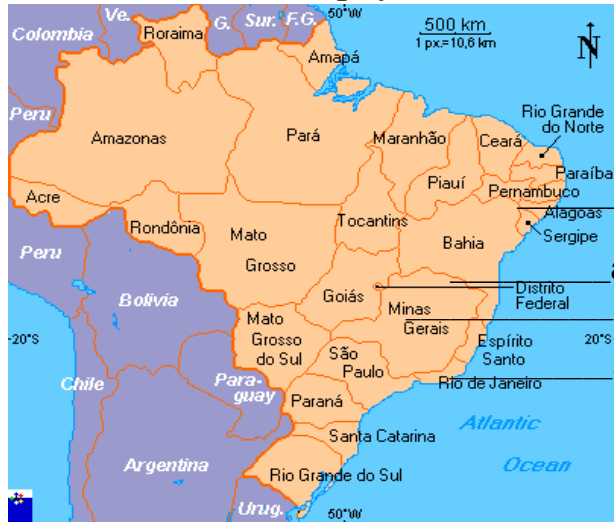 Ve.
G.
Sur.
F.G.
50°W
Colombia
Roraima
500 km
1 px.=10,6 km
N
Amapá
Peru
Amazonas
Pará
Maranhão
Ceará
Rio Grande
do Norte
Paraíba
Piauí
Pernambuco
Acre
Rondônia
Tocantins
Alagoas
Sergipe
Mato
Grosso
Bahia
Peru
Bolivia
Goiás
Distrito
Federal
Minas
Gerais
Mato
Grosso
do Sul
20°S
Espírito
Santo
20°S
São
Paulo
Chile
Para-
guay
Rio de Janeiro
Paraná
Atlantic
Ocean
Santa Catarina
Argentina
Rio Grande do Sul
Urug.
50°W